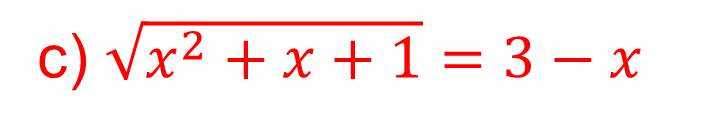 c) √(x² + x + 1) = 3 − x